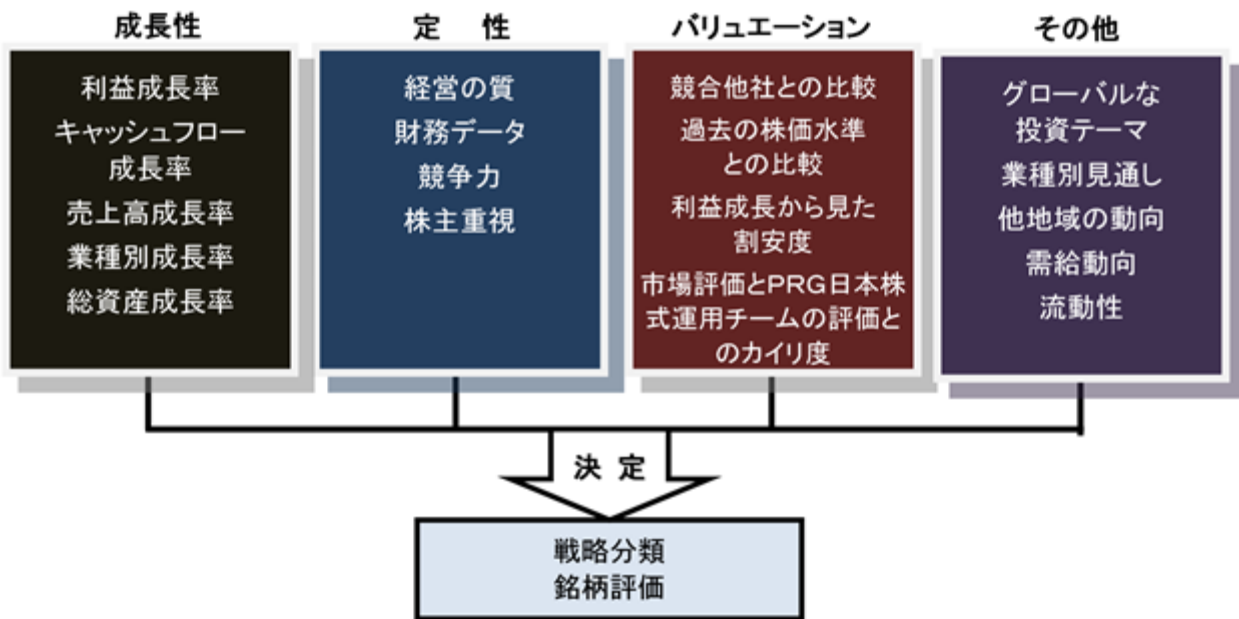 成長性
利益成長率
キャッシュフロー
成長率
売上高成長率
業種別成長率
総資産成長率
定 性
経営の質
財務データ
競争力
株主重視
バリュエーション
競合他社との比較
過去の株価水準
との比較
利益成長から見た
割安度
市場評価とPRG日本株
式運用チームの評価と
のカイリ度
その他
グローバルな
投資テーマ
業種別見通し
他地域の動向
需給動向
流動性
決 定
戦略分類
銘柄評価